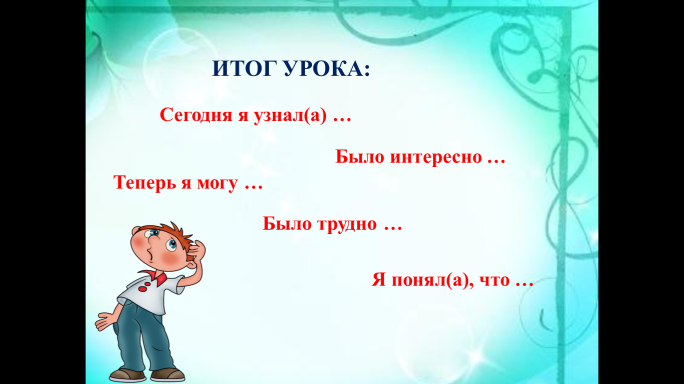 ИТОГ УРОКА:
Сегодня я узнал(а) …
Было интересно …
Теперь я могу …
Было трудно …
Я понял(а), что …